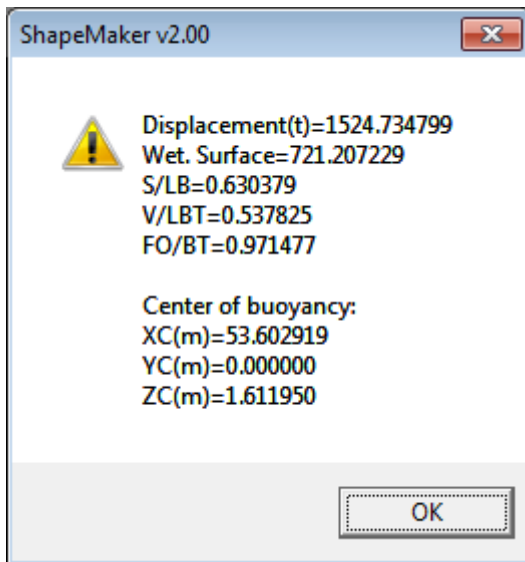 ShapeMaker v2.00
Displacement(t)=1524.734799
Wet. Surface=721.207229
S/LB=0.630379
V/LBT=0.537825
FO/BT=0.971477
Center of buoyancy:
XC(m)=53.602919
YC(m)=0.000000
ZC(m)=1.611950
OK